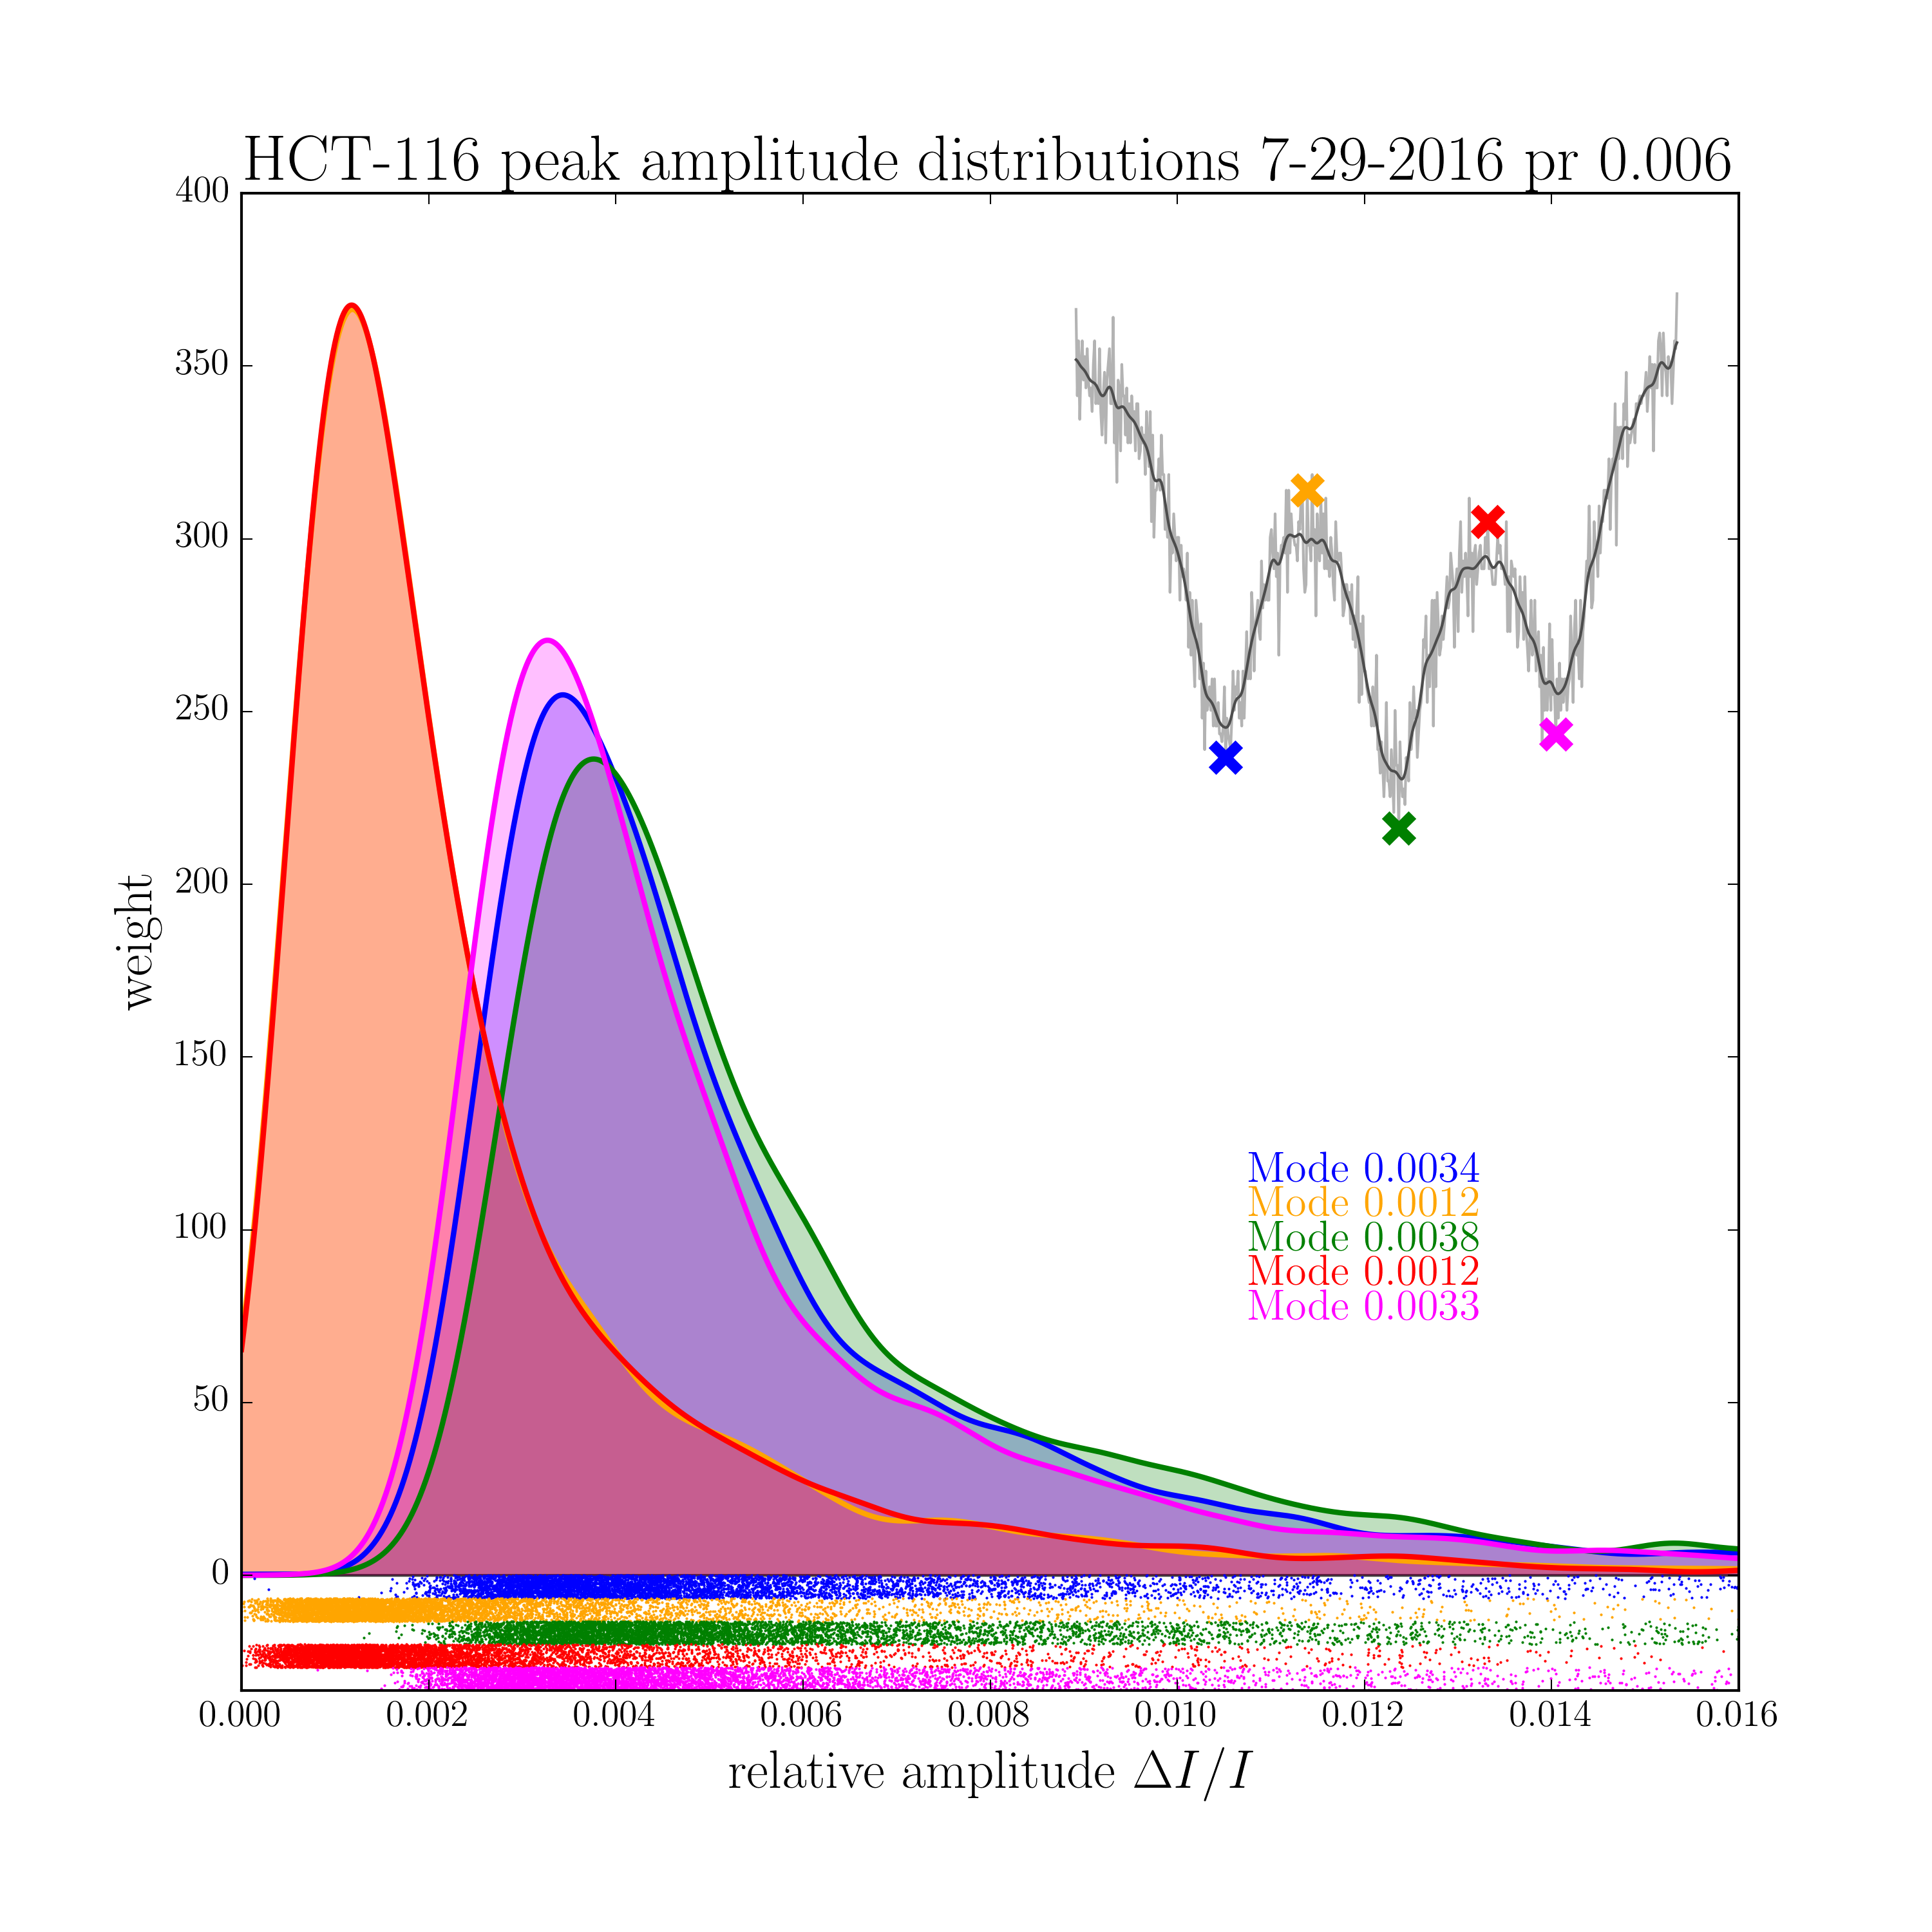 HCT-116 peak amplitude distributions 7-29-2016 pr 0.006
400
350
300
250
200
150
100
50
0
weight
Mode 0.0034
Mode 0.0012
Mode 0.0038
Mode 0.0012
Mode 0.0033
0.000 0.002 0.004 0.006 0.008 0.010 0.012 0.014 0.016
relative amplitude ΔI/I